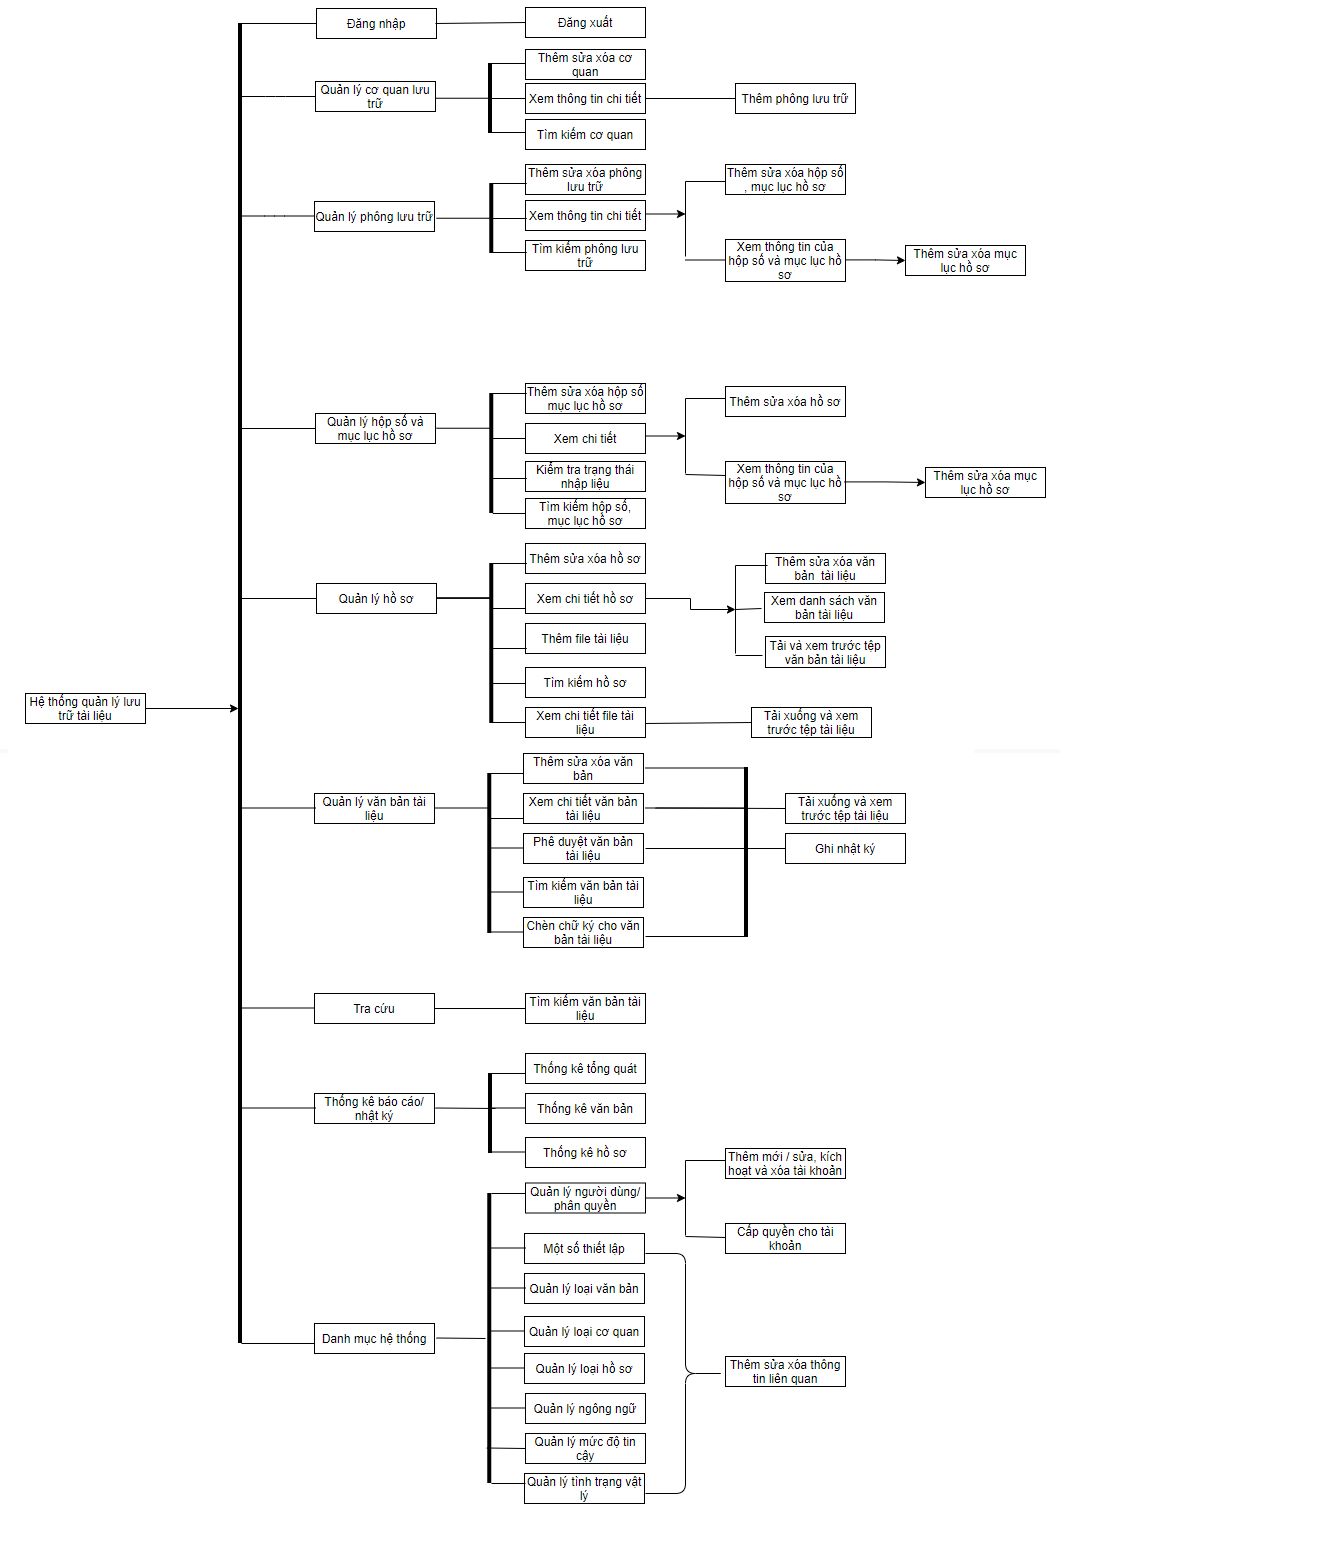 Đăng nhập
Đăng xuất
Quản lý cơ quan lưu
trữ
Thêm sửa xóa cơ
quan
Xem thông tin chi tiết
Thêm phông lưu trữ
Tìm kiếm cơ quan
Quản lý phông lưu trữ
Thêm sửa xóa phông
lưu trữ
Xem thông tin chi tiết
Tìm kiếm phông lưu
trữ
Thêm sửa xóa hộp số
, mục lục hồ sơ
Xem thông tin của
hộp số và mục lục hồ
sơ
Thêm sửa xóa mục
lục hồ sơ
Quản lý hộp số và
mục lục hồ sơ
Thêm sửa xóa hộp số
mục lục hồ sơ
Xem chi tiết
Kiểm tra trạng thái
nhập liệu
Tìm kiếm hộp số,
mục lục hồ sơ
Thêm sửa xóa hồ sơ
Xem thông tin của
hộp số và mục lục hồ
sơ
Thêm sửa xóa mục
lục hồ sơ
Quản lý hồ sơ
Thêm sửa xóa hồ sơ
Xem chi tiết hồ sơ
Thêm file tài liệu
Tìm kiếm hồ sơ
Xem chi tiết file tài
liệu
Thêm sửa xóa văn
bản  tài liệu
Xem danh sách văn
bản tài liệu
Tải và xem trước tệp
văn bản tài liệu
Tải xuống và xem
trước tệp tài liệu
Hệ thống quản lý lưu
trữ tài liệu
Quản lý văn bản tài
liệu
Thêm sửa xóa văn
bản
Xem chi tiết văn bản
tài liệu
Phê duyệt văn bản
tài liệu
Tìm kiếm văn bản tài
liệu
Chèn chữ ký cho văn
bản tài liệu
Tải xuống và xem
trước tệp tài liệu
Ghi nhật ký
Tra cứu
Tìm kiếm văn bản tài
liệu
Thống kê báo cáo/
nhật ký
Thống kê tổng quát
Thống kê văn bản
Thống kê hồ sơ
Danh mục hệ thống
Quản lý người dùng/
phân quyền
Thêm mới / sửa, kích
hoạt và xóa tài khoản
Cấp quyền cho tài
khoản
Một số thiết lập
Quản lý loại văn bản
Quản lý loại cơ quan
Quản lý loại hồ sơ
Quản lý ngông ngữ
Quản lý mức độ tin
cậy
Quản lý tình trạng vật
lý
Thêm sửa xóa thông
tin liên quan